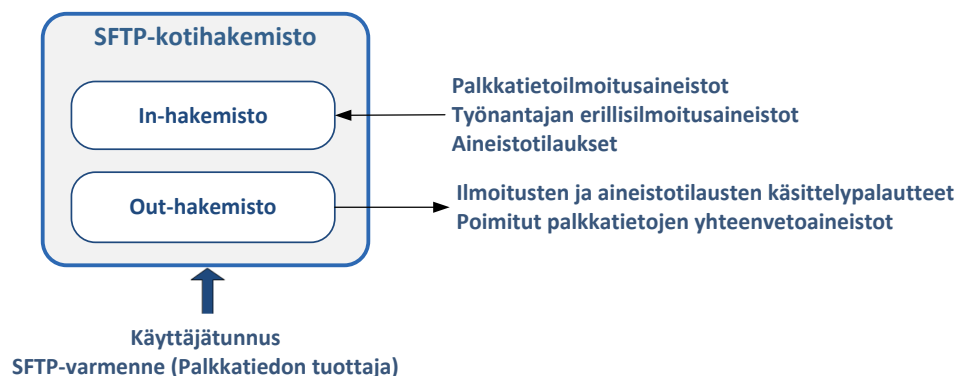 SFTP-kotihakemisto
In-hakemisto
Palkkatietoilmoitusaineistot
Työnantajan erillisilmoitusaineistot
Aineistotilaukset
Out-hakemisto
Ilmoitusten ja aineistotilausten käsittelypalautteet
Poimitut palkkatietojen yhteenvetoaineistot
Käyttäjätunnus
SFTP-varmenne (Palkkatiedon tuottaja)